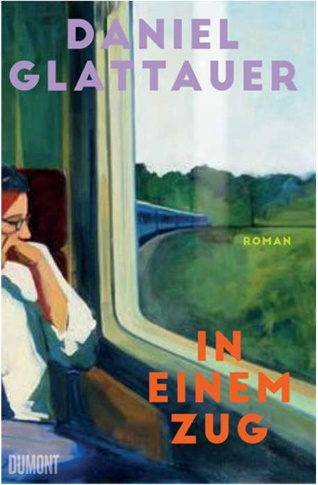 DANIEL
GLATTAUER
ROMAN
IN
EINEM
ZUG
DUMONT